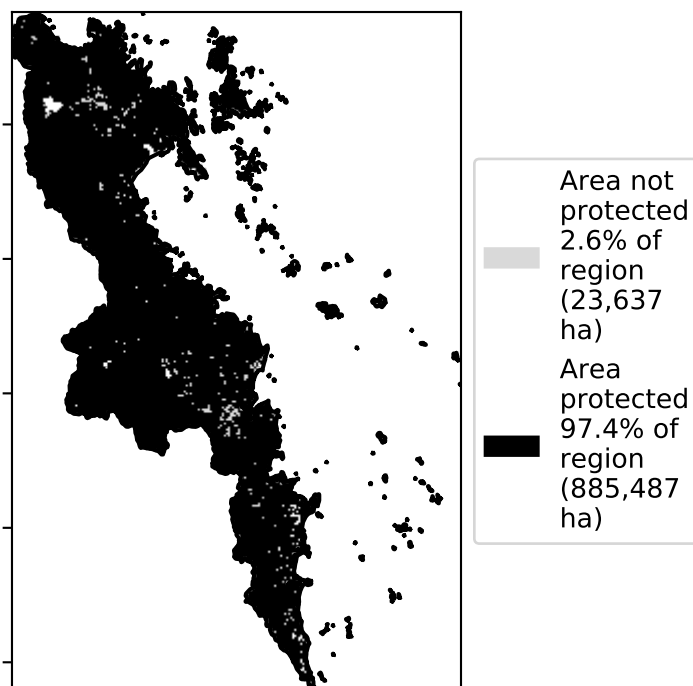 Area not
protected
2.6% of
region
(23,637
ha)
Area
protected
97.4% of
region
(885,487
ha)